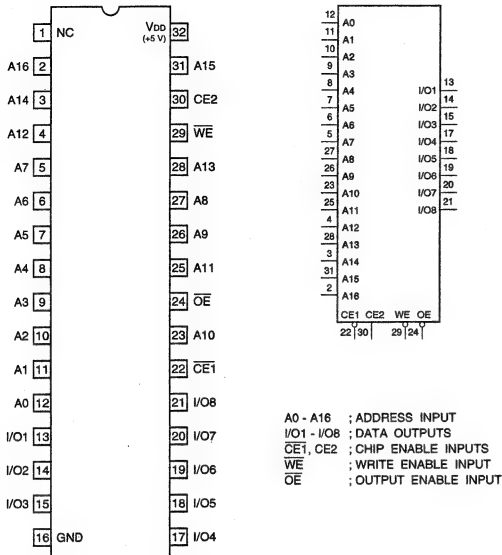 1 NC VDD (+5 V) 32
A16 2 31 A15
A14 3 30 CE2
A12 4 29 W̅E̅
A7 5 28 A13
A6 6 27 A8
A5 7 26 A9
A4 8 25 A11
A3 9 24 O̅E̅
A2 10 23 A10
A1 11 22 C̅E̅1̅
A0 12 21 I/O8
I/O1 13 20 I/O7
I/O2 14 19 I/O6
I/O3 15 18 I/O5
16 GND 17 I/O4
12 A0
11 A1
10 A2
9 A3
8 A4
7 A5
6 A6
5 A7
27 A8
26 A9
23 A10
25 A11
4 A12
28 A13
3 A14
31 A15
2 A16
I/O1 13
I/O2 14
I/O3 15
I/O4 17
I/O5 18
I/O6 19
I/O7 20
I/O8 21
CE1 CE2 WE OE
22 30 29 24
A0 - A16 ; ADDRESS INPUT
I/O1 - I/O8 ; DATA OUTPUTS
C̅E̅1̅, CE2 ; CHIP ENABLE INPUTS
W̅E̅ ; WRITE ENABLE INPUT
O̅E̅ ; OUTPUT ENABLE INPUT